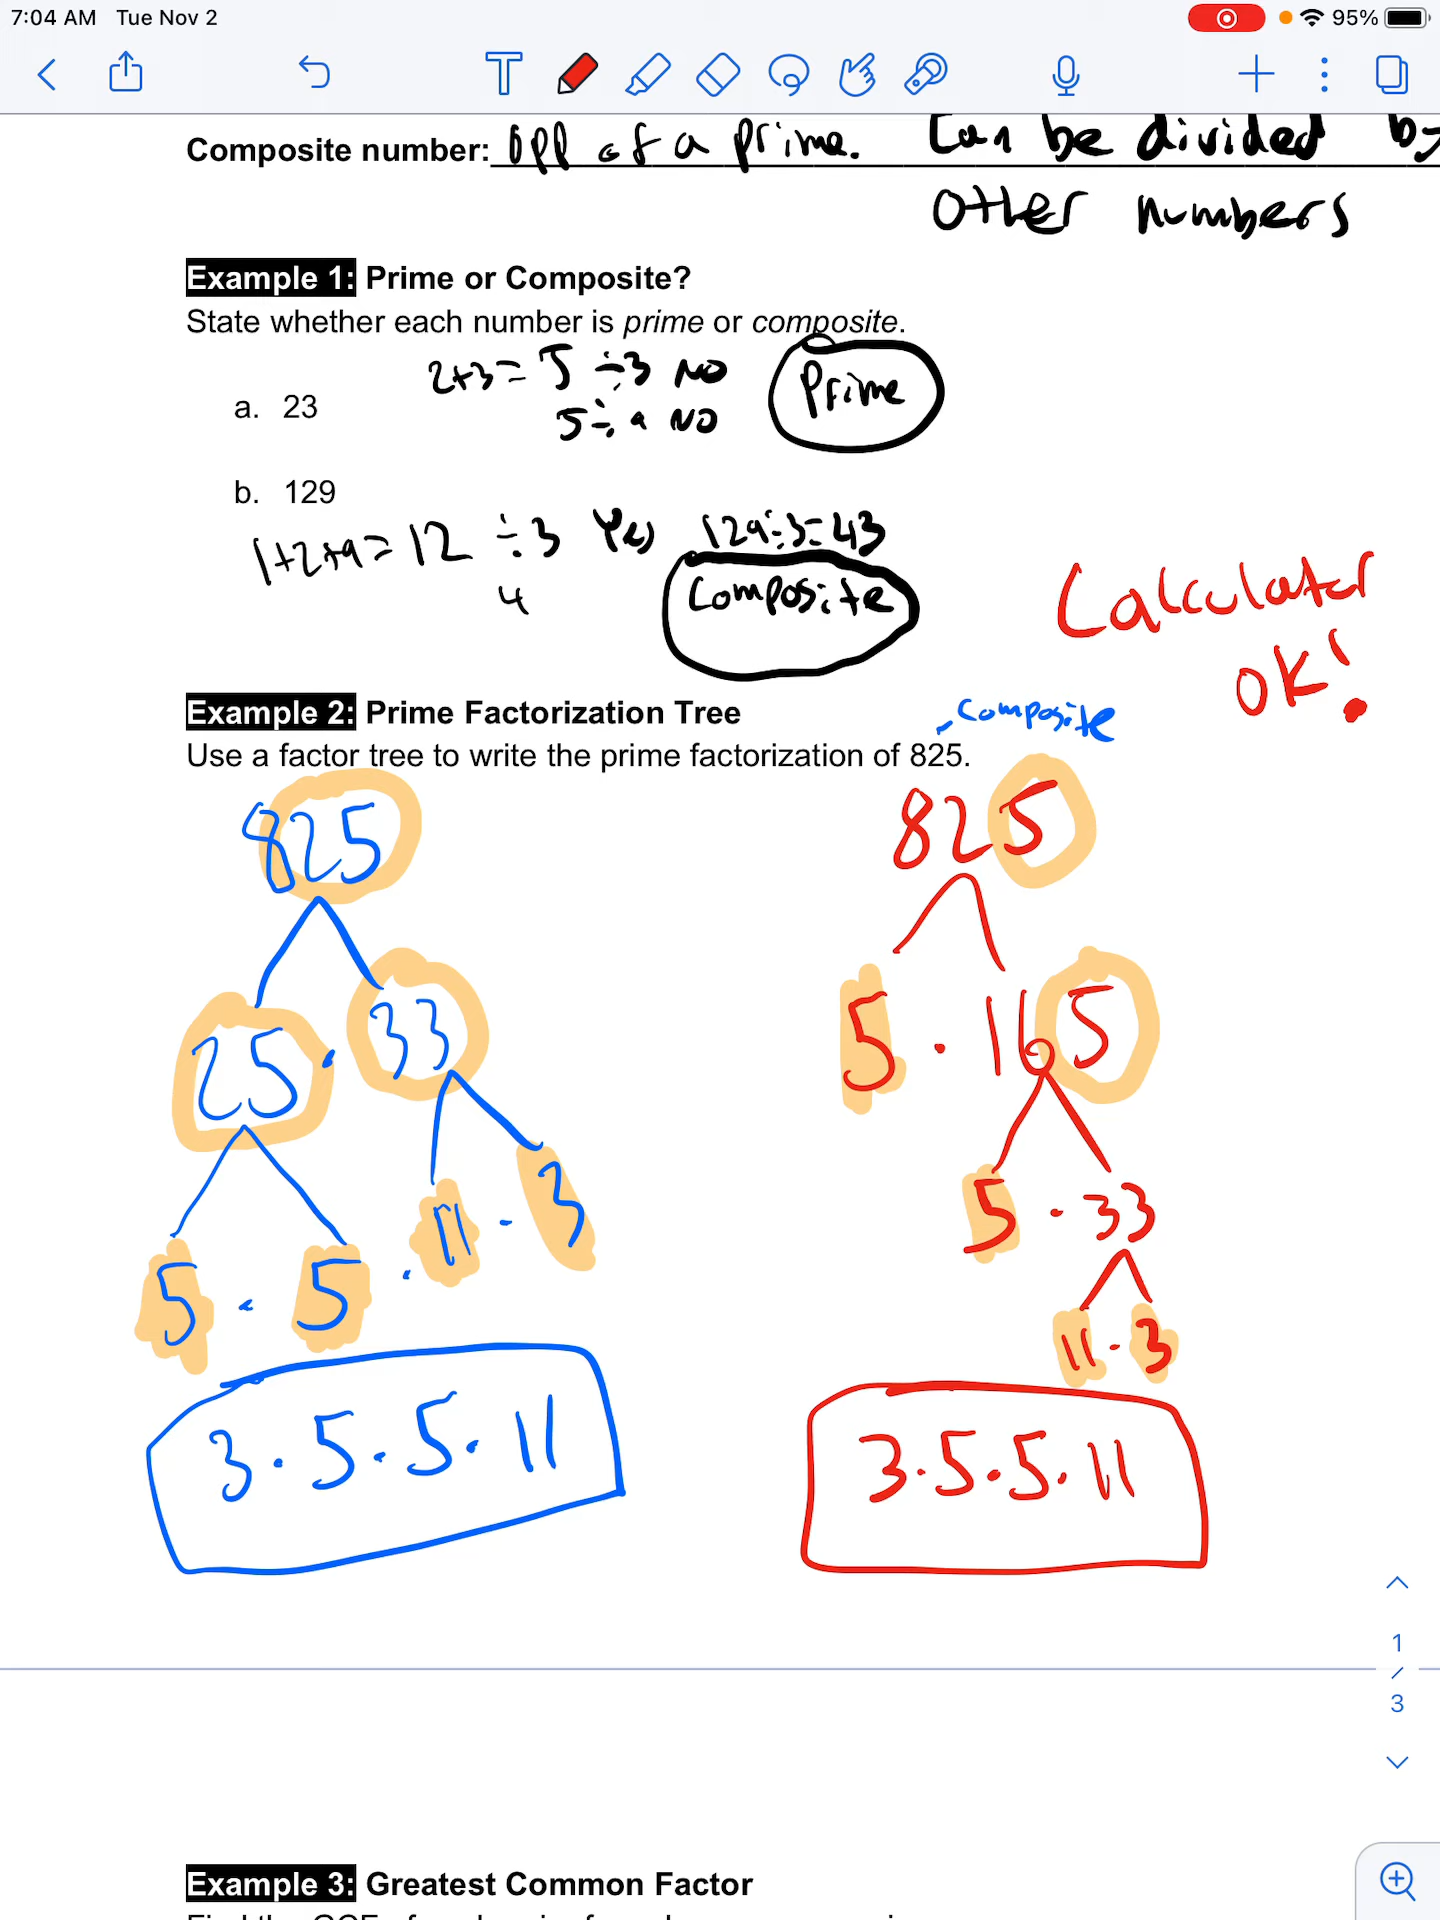 7:04 AM Tue Nov 2
95%
Composite number: opp of a prime. Can be divided by
other numbers
Example 1: Prime or Composite?
State whether each number is prime or composite.
2+3=5 ÷3 NO
5÷9 NO
Prime
a. 23
b. 129
1+2+9=12 ÷3 Yes 129÷3=43
4
Composite
Calculator
OK!
Example 2: Prime Factorization Tree
Composite
Use a factor tree to write the prime factorization of 825.
825
825
25 · 33
5 · 165
5 · 5 · 11 · 3
5 · 33
11 · 3
3 · 5 · 5 · 11
3 · 5 · 5 · 11
1
/
3
Example 3: Greatest Common Factor